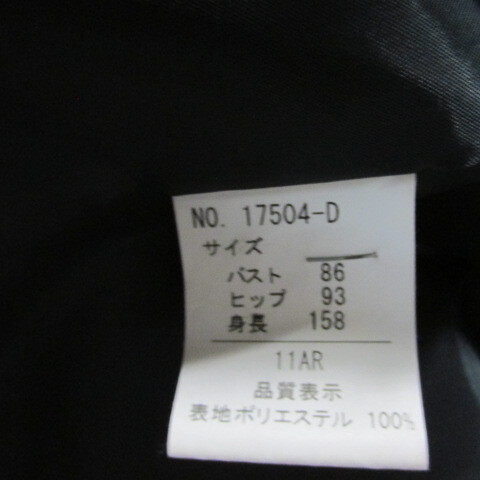 NO. 17504-D
サイズ
バスト 86
ヒップ 93
身長 158
11AR
品質表示
表地ポリエステル 100%